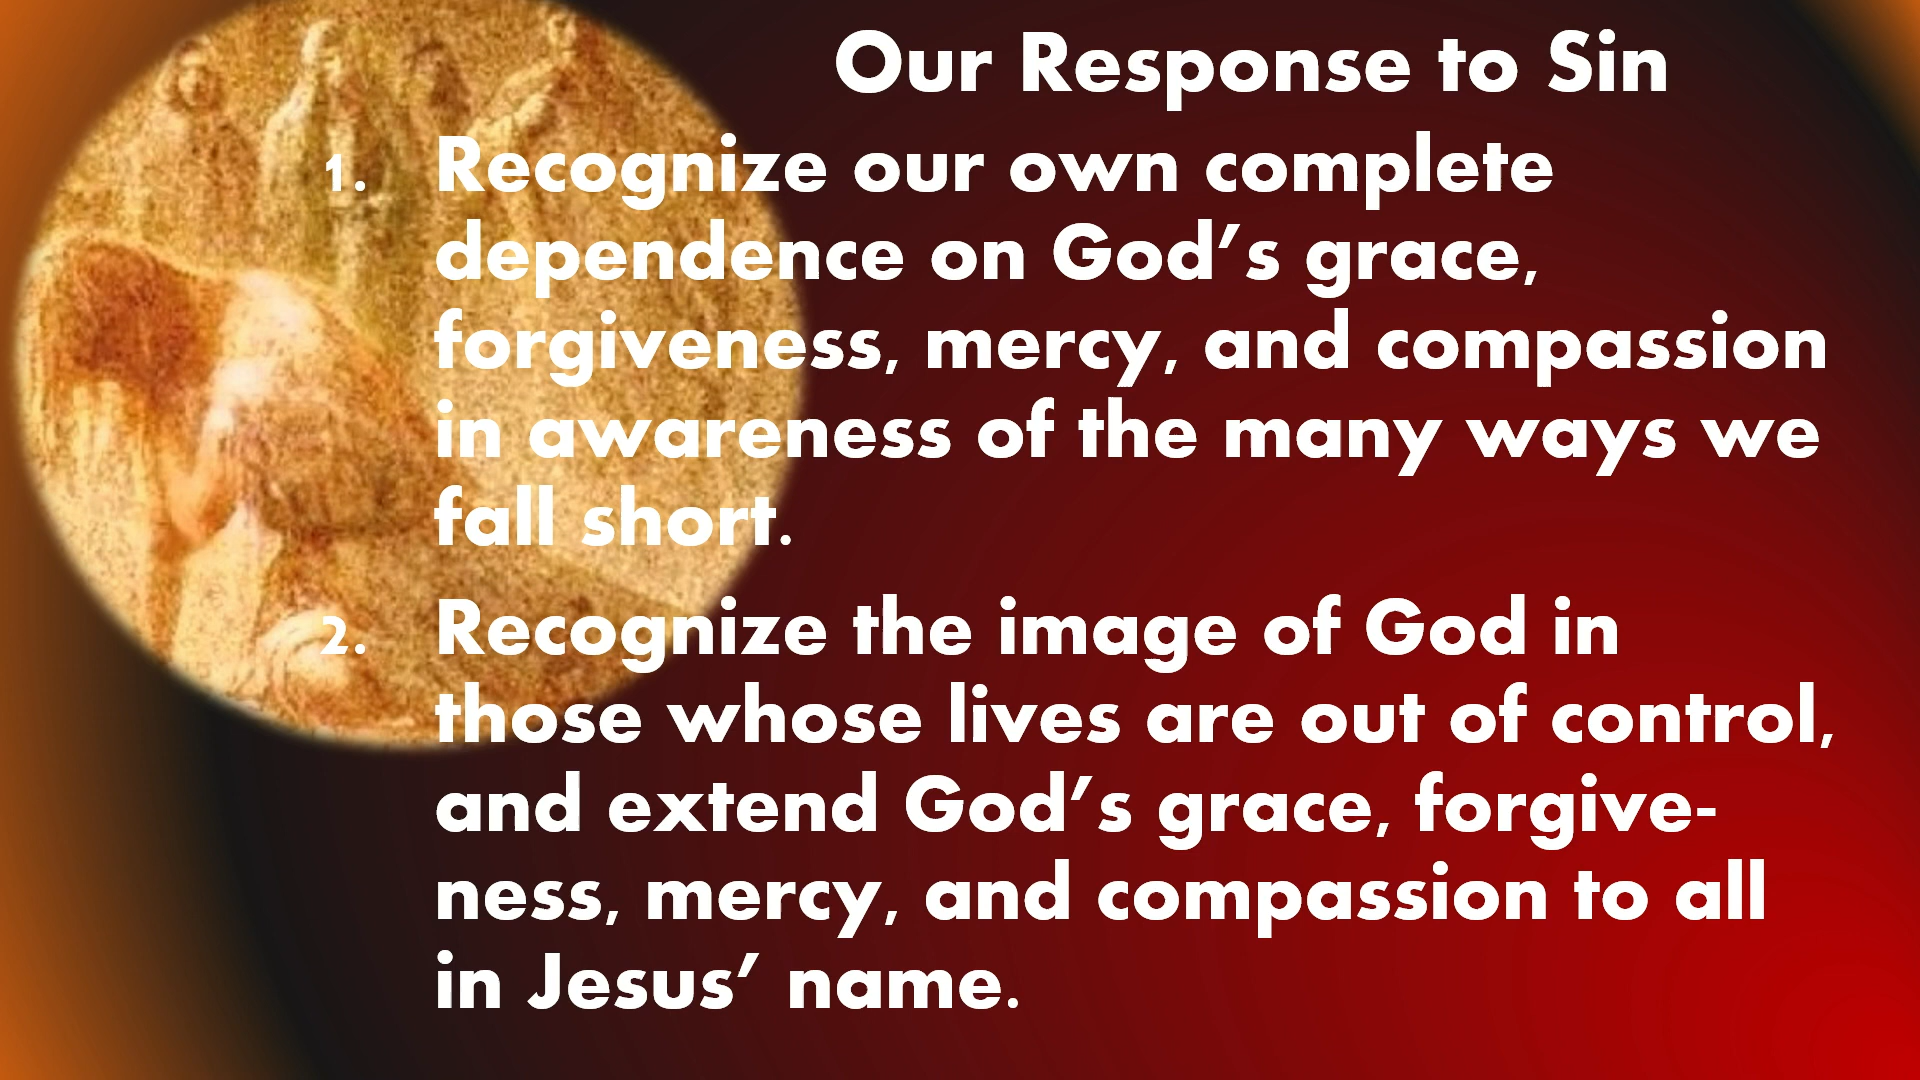 Our Response to Sin
1. Recognize our own complete
dependence on God’s grace,
forgiveness, mercy, and compassion
in awareness of the many ways we
fall short.
2. Recognize the image of God in
those whose lives are out of control,
and extend God’s grace, forgive-
ness, mercy, and compassion to all
in Jesus’ name.